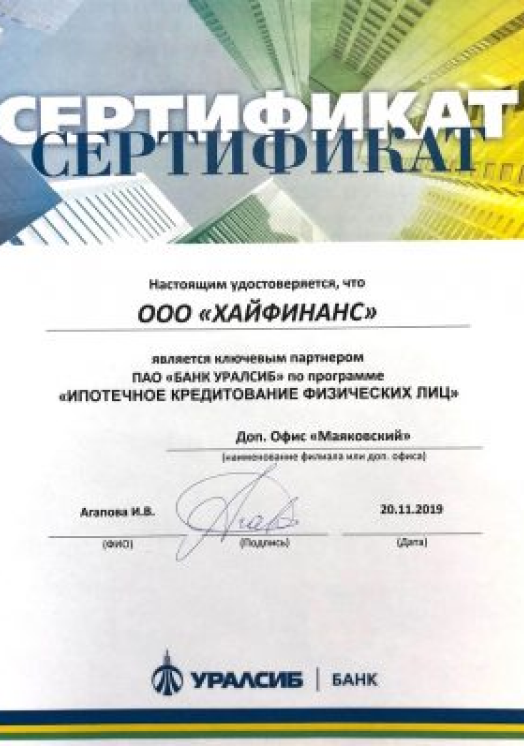 СЕРТИФИКАТ
СЕРТИФИКАТ
Настоящим удостоверяется, что
ООО «ХАЙФИНАНС»
является ключевым партнером
ПАО «БАНК УРАЛСИБ» по программе
«ИПОТЕЧНОЕ КРЕДИТОВАНИЕ ФИЗИЧЕСКИХ ЛИЦ»
Доп. Офис «Маяковский»
(наименование филиала или доп. офиса)
Агапова И.В.
20.11.2019
(ФИО)
(Подпись)
(Дата)
УРАЛСИБ | БАНК